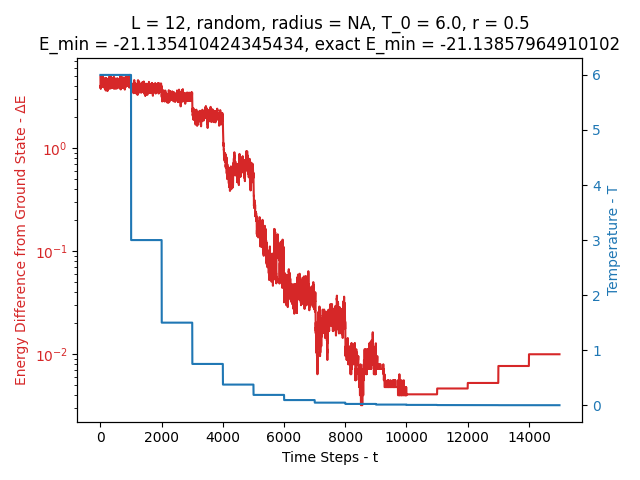 L = 12, random, radius = NA, T_0 = 6.0, r = 0.5
E_min = -21.135410424345434, exact E_min = -21.13857964910102
Energy Difference from Ground State - ΔE
10^0
10^-1
10^-2
0 2000 4000 6000 8000 10000 12000 14000
Time Steps - t
6
5
4
3
2
1
0
Temperature - T